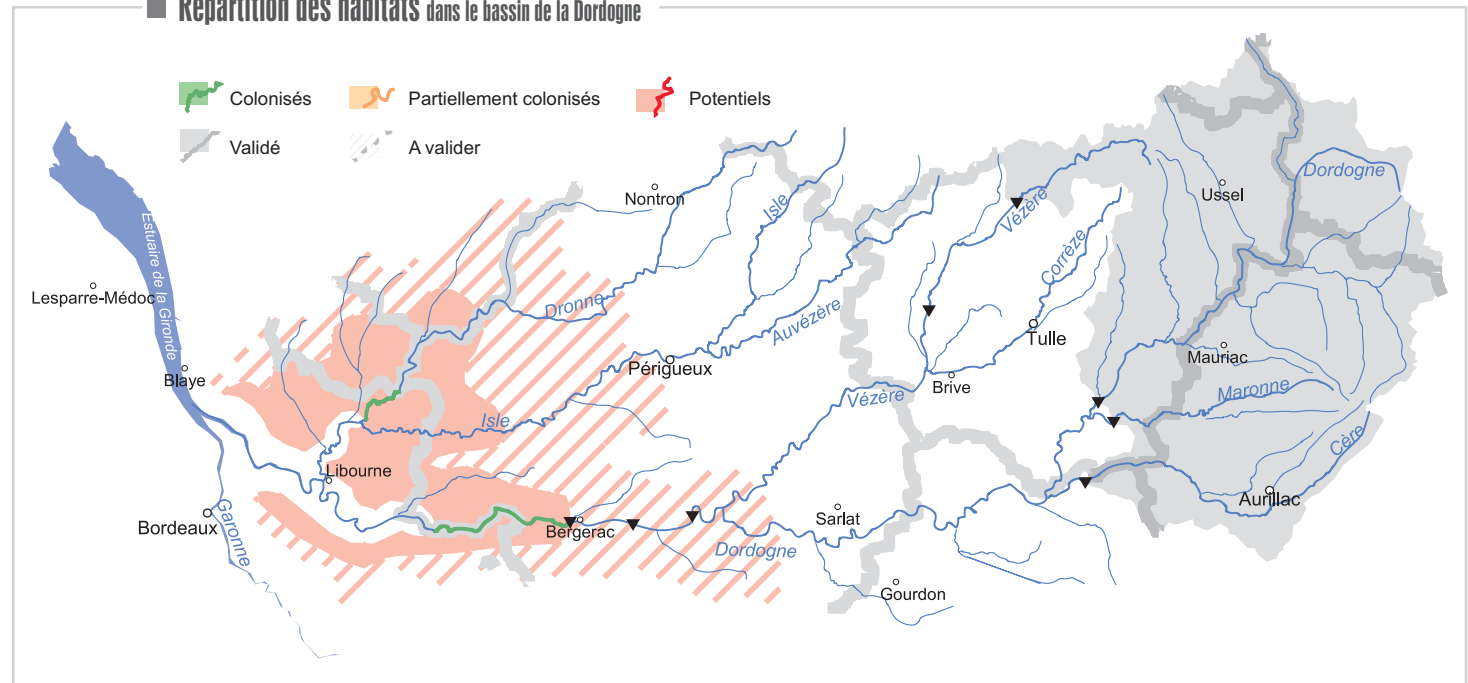 Répartition des habitats dans le bassin de la Dordogne
Colonisés
Partiellement colonisés
Potentiels
Validé
A valider
Nontron
Isle
Vézère
Ussel
Dordogne
Corrèze
Estuaire de la Gironde
Lesparre-Médoc
Dronne
Auvézère
Tulle
Blaye
Périgueux
Mauriac
Brive
Vézère
Maronne
Isle
Cère
Libourne
Aurillac
Bordeaux
Garonne
Bergerac
Sarlat
Dordogne
Gourdon